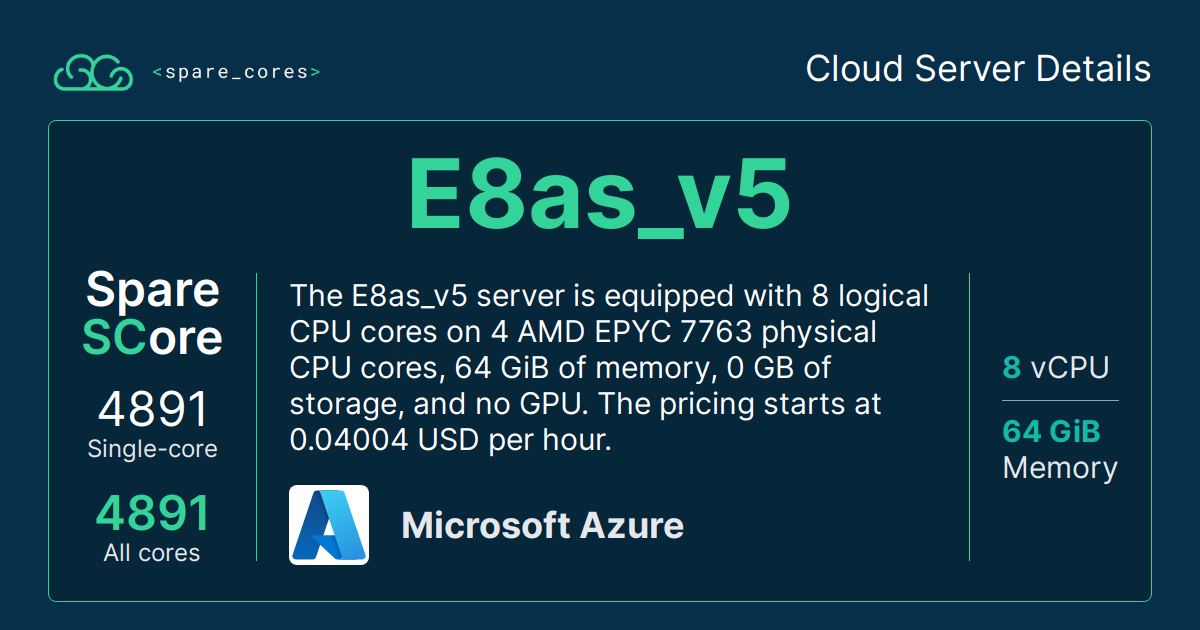 <spare_cores>
Cloud Server Details
E8as_v5
Spare
SCore
4891
Single-core
4891
All cores
The E8as_v5 server is equipped with 8 logical
CPU cores on 4 AMD EPYC 7763 physical
CPU cores, 64 GiB of memory, 0 GB of
storage, and no GPU. The pricing starts at
0.04004 USD per hour.
Microsoft Azure
8 vCPU
64 GiB
Memory